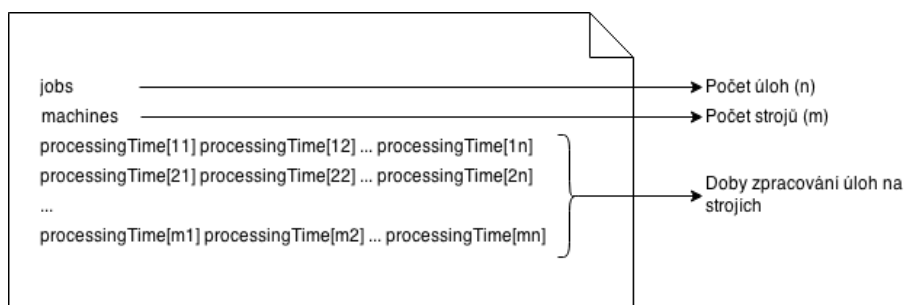 jobs Počet úloh (n)
machines Počet strojů (m)
processingTime[11] processingTime[12] ... processingTime[1n]
processingTime[21] processingTime[22] ... processingTime[2n]
...
processingTime[m1] processingTime[m2] ... processingTime[mn]
Doby zpracování úloh na
strojích